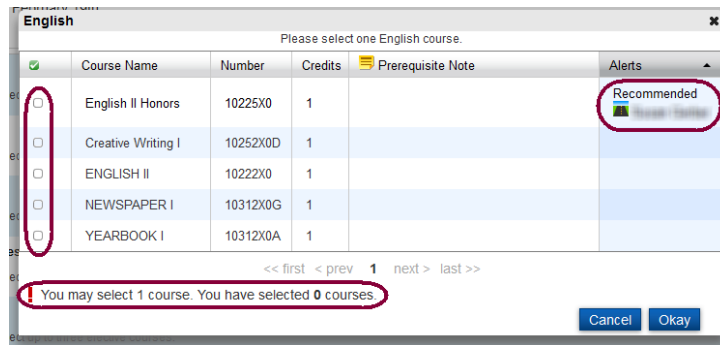 English
Please select one English course.
Course Name Number Credits Prerequisite Note Alerts
English II Honors 10225X0 1 Recommended
Creative Writing I 10252X0D 1
ENGLISH II 10222X0 1
NEWSPAPER I 10312X0G 1
YEARBOOK I 10312X0A 1
<< first < prev 1 next > last >>
You may select 1 course. You have selected 0 courses.
Cancel Okay